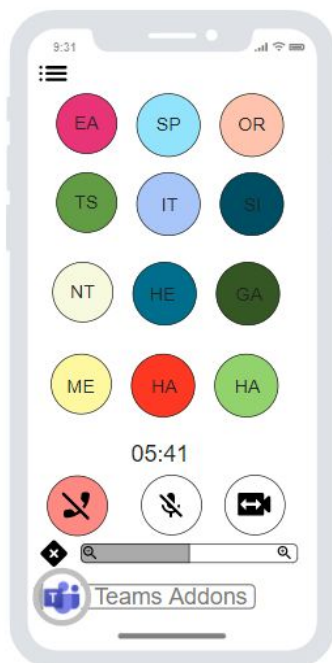 9:31
EA SP OR
TS IT SI
NT HE GA
ME HA HA
05:41
T Teams Addons